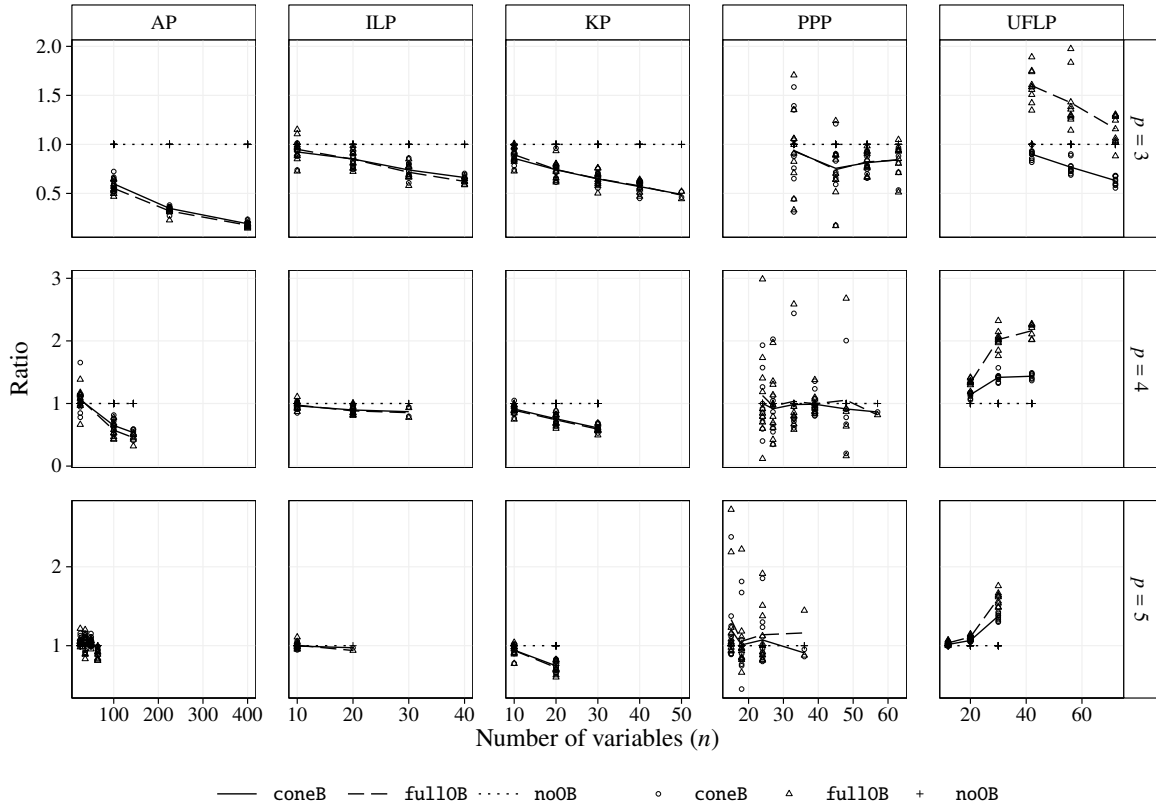 AP ILP KP PPP UFLP
2.0
1.5
1.0
0.5
p = 3
3
2
1
0
p = 4
2
1
p = 5
Ratio
100 200 300 400 10 20 30 40 10 20 30 40 50 20 30 40 50 60 20 40 60
Number of variables (n)
coneB fullOB noOB coneB fullOB noOB